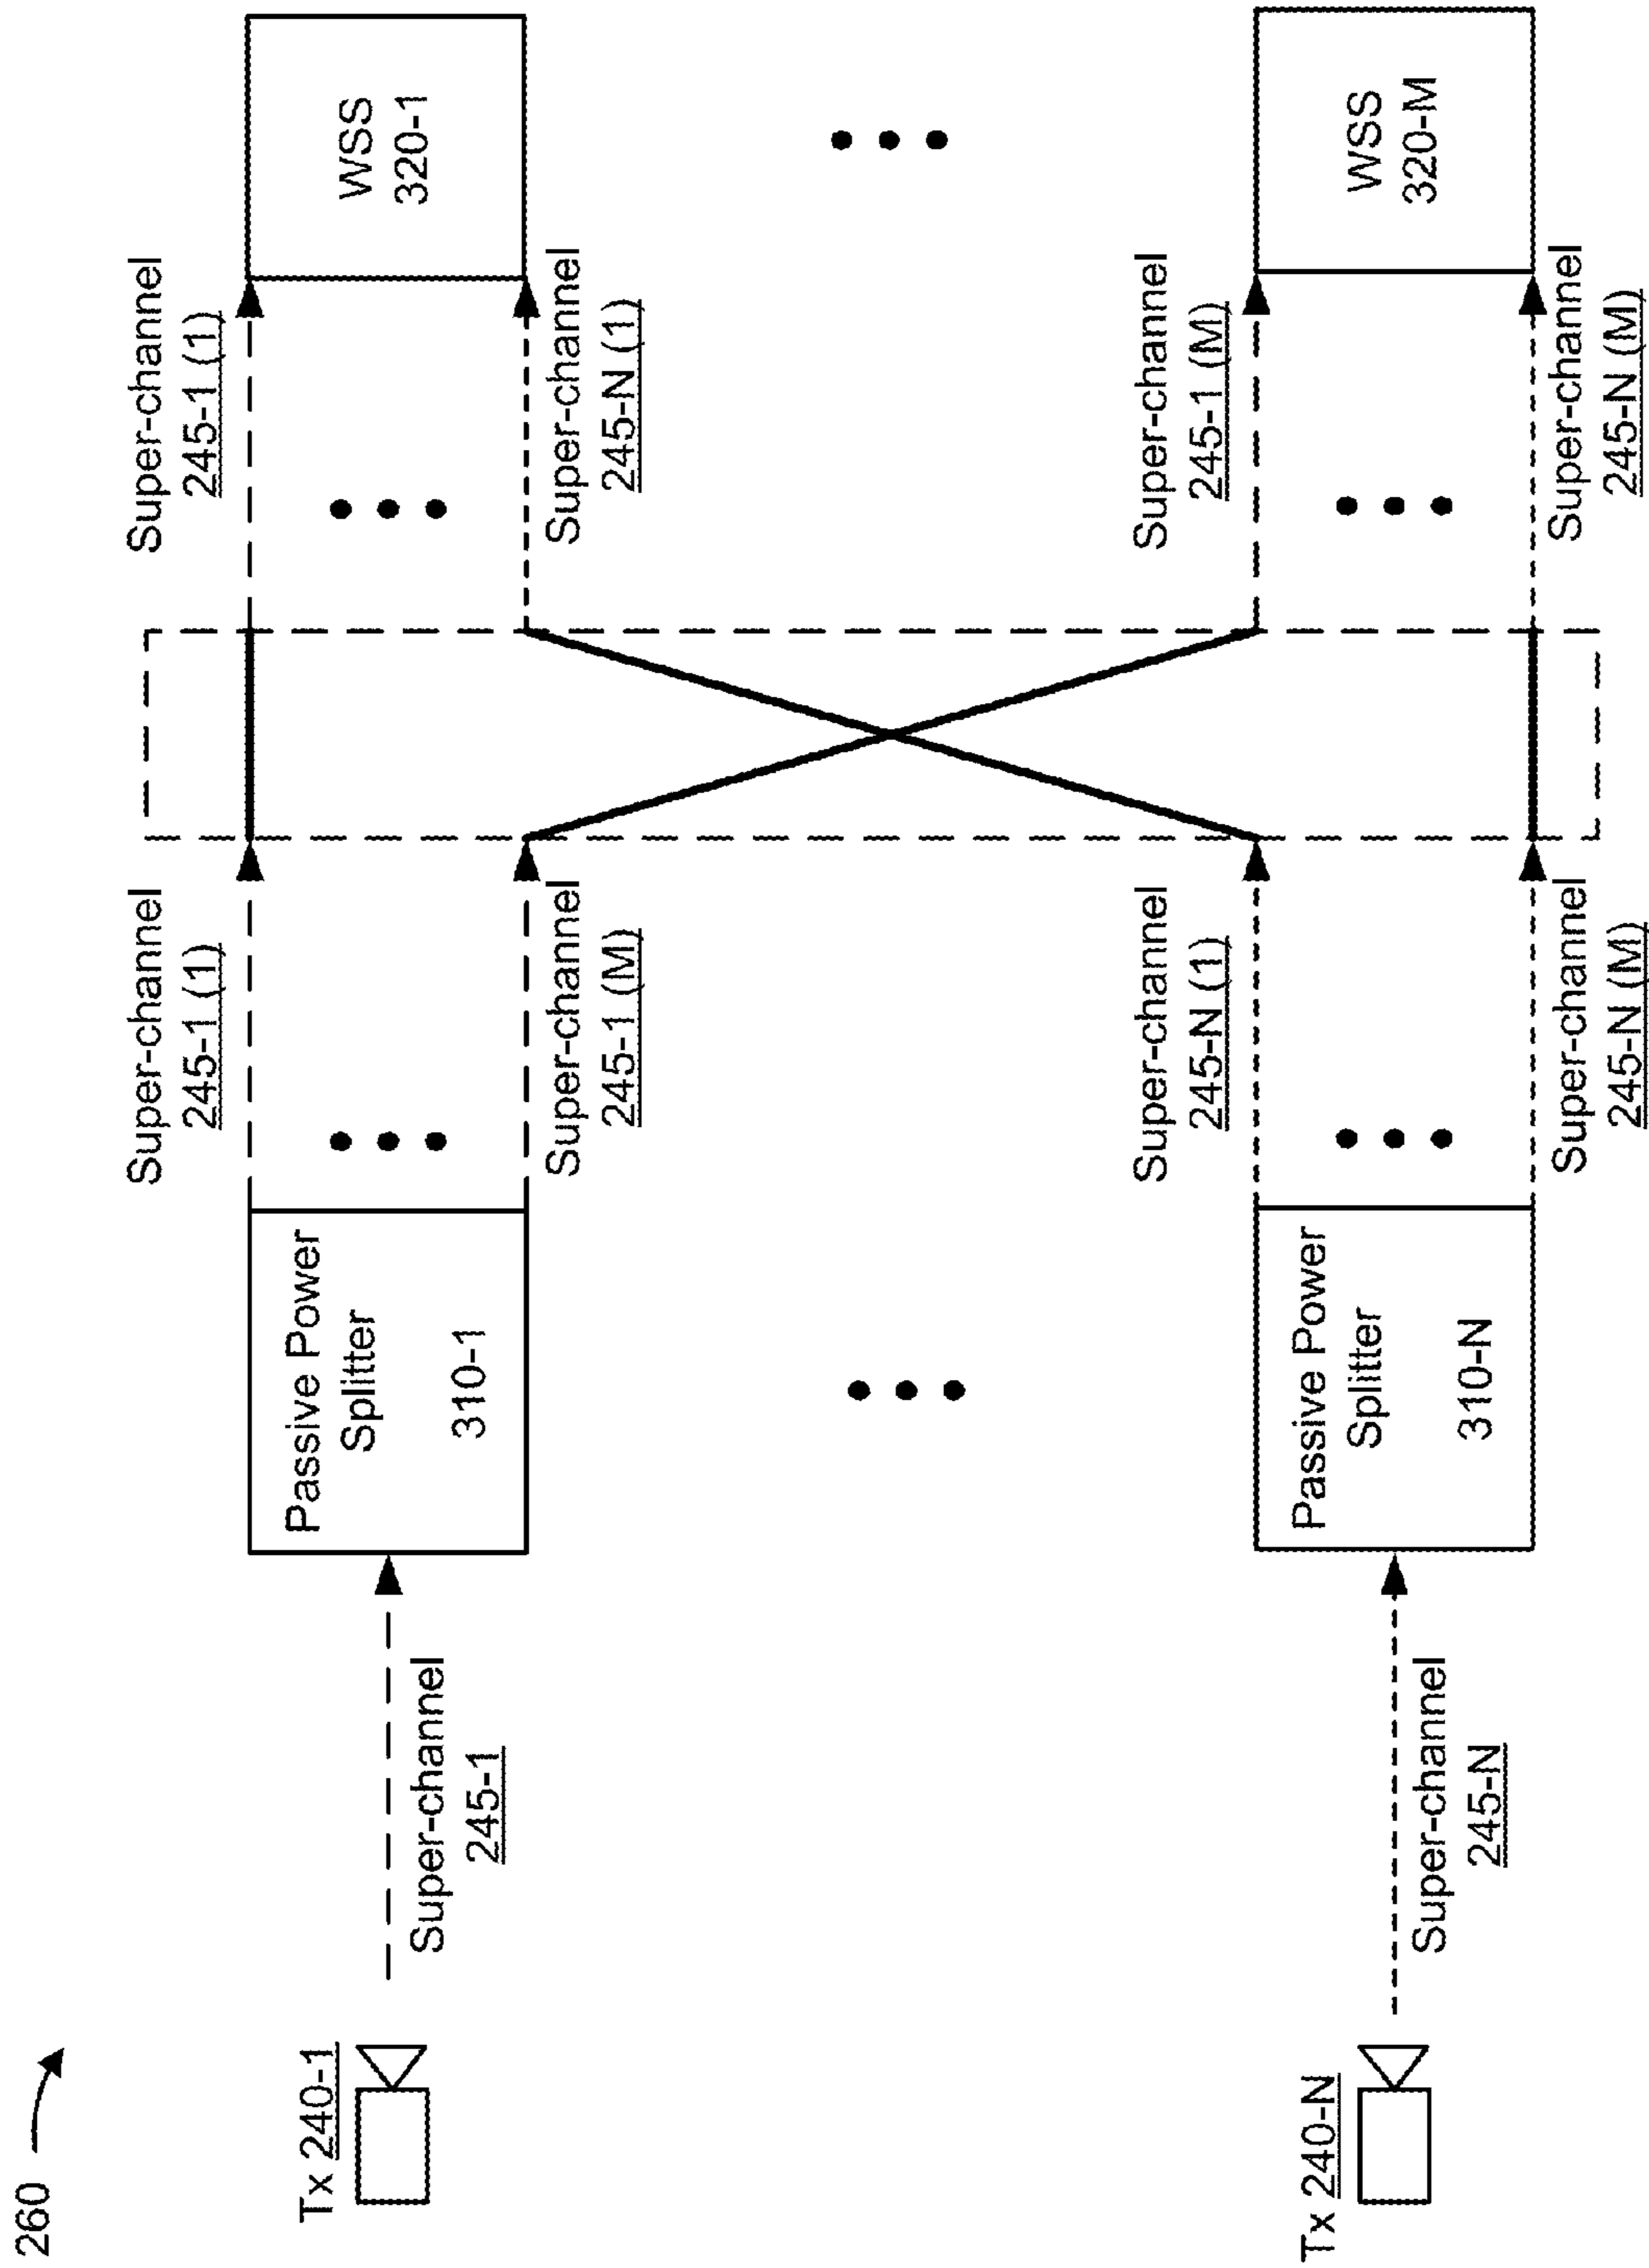 260
Tx 240-1
Super-channel
245-1
Passive Power
Splitter
310-1
Super-channel
245-1 (1)
Super-channel
245-1 (M)
Super-channel
245-1 (1)
Super-channel
245-N (1)
WSS
320-1
Tx 240-N
Super-channel
245-N
Passive Power
Splitter
310-N
Super-channel
245-N (1)
Super-channel
245-N (M)
Super-channel
245-1 (M)
Super-channel
245-N (M)
WSS
320-M